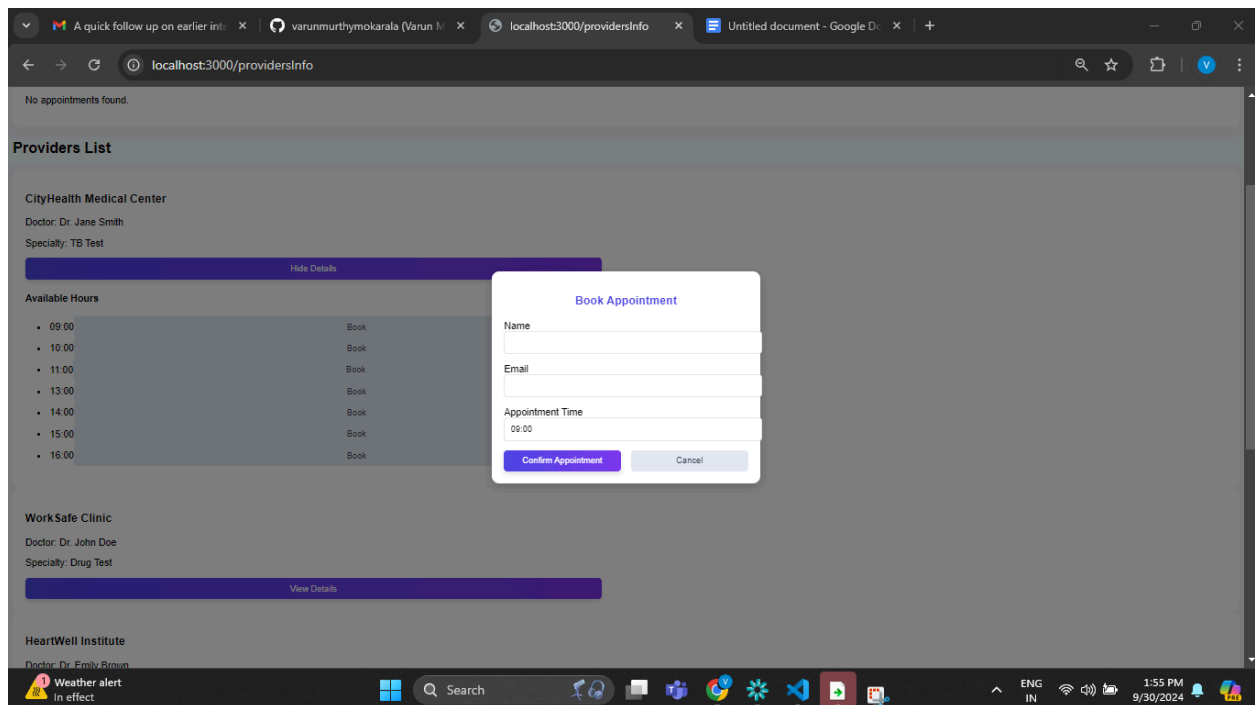 A quick follow up on earlier inte
varunmurthymokarala (Varun M
localhost:3000/providersInfo
Untitled document - Google Do
localhost:3000/providersInfo
V
No appointments found.
Providers List
CityHealth Medical Center
Doctor: Dr. Jane Smith
Specialty: TB Test
Hide Details
Available Hours
09:00 Book
10:00 Book
11:00 Book
13:00 Book
14:00 Book
15:00 Book
16:00 Book
Book Appointment
Name
Email
Appointment Time
09:00
Confirm Appointment Cancel
WorkSafe Clinic
Doctor: Dr. John Doe
Specialty: Drug Test
View Details
HeartWell Institute
Doctor: Dr. Emily Brown
1
Weather alert
In effect
Search
V
ENG
IN
1:55 PM
9/30/2024
PRE